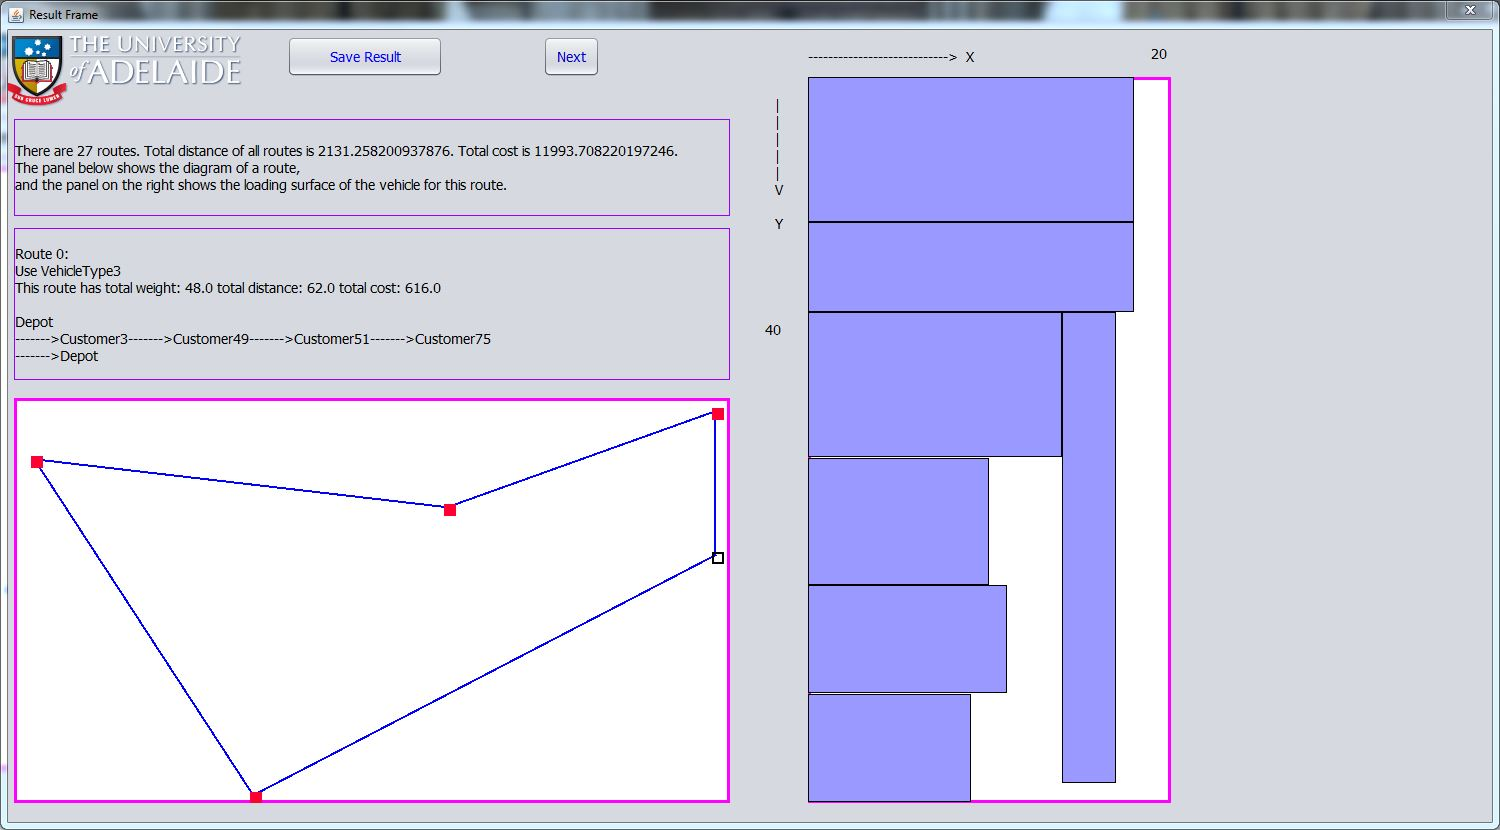 Result Frame
THE UNIVERSITY
of ADELAIDE
SUB CRUCE LUMEN
Save Result
Next
There are 27 routes. Total distance of all routes is 2131.258200937876. Total cost is 11993.708220197246.
The panel below shows the diagram of a route,
and the panel on the right shows the loading surface of the vehicle for this route.
Route 0:
Use VehicleType3
This route has total weight: 48.0 total distance: 62.0 total cost: 616.0
Depot
------->Customer3------->Customer49------->Customer51------->Customer75
------->Depot
----------------------------> X
20
|
|
|
|
|
V
Y
40